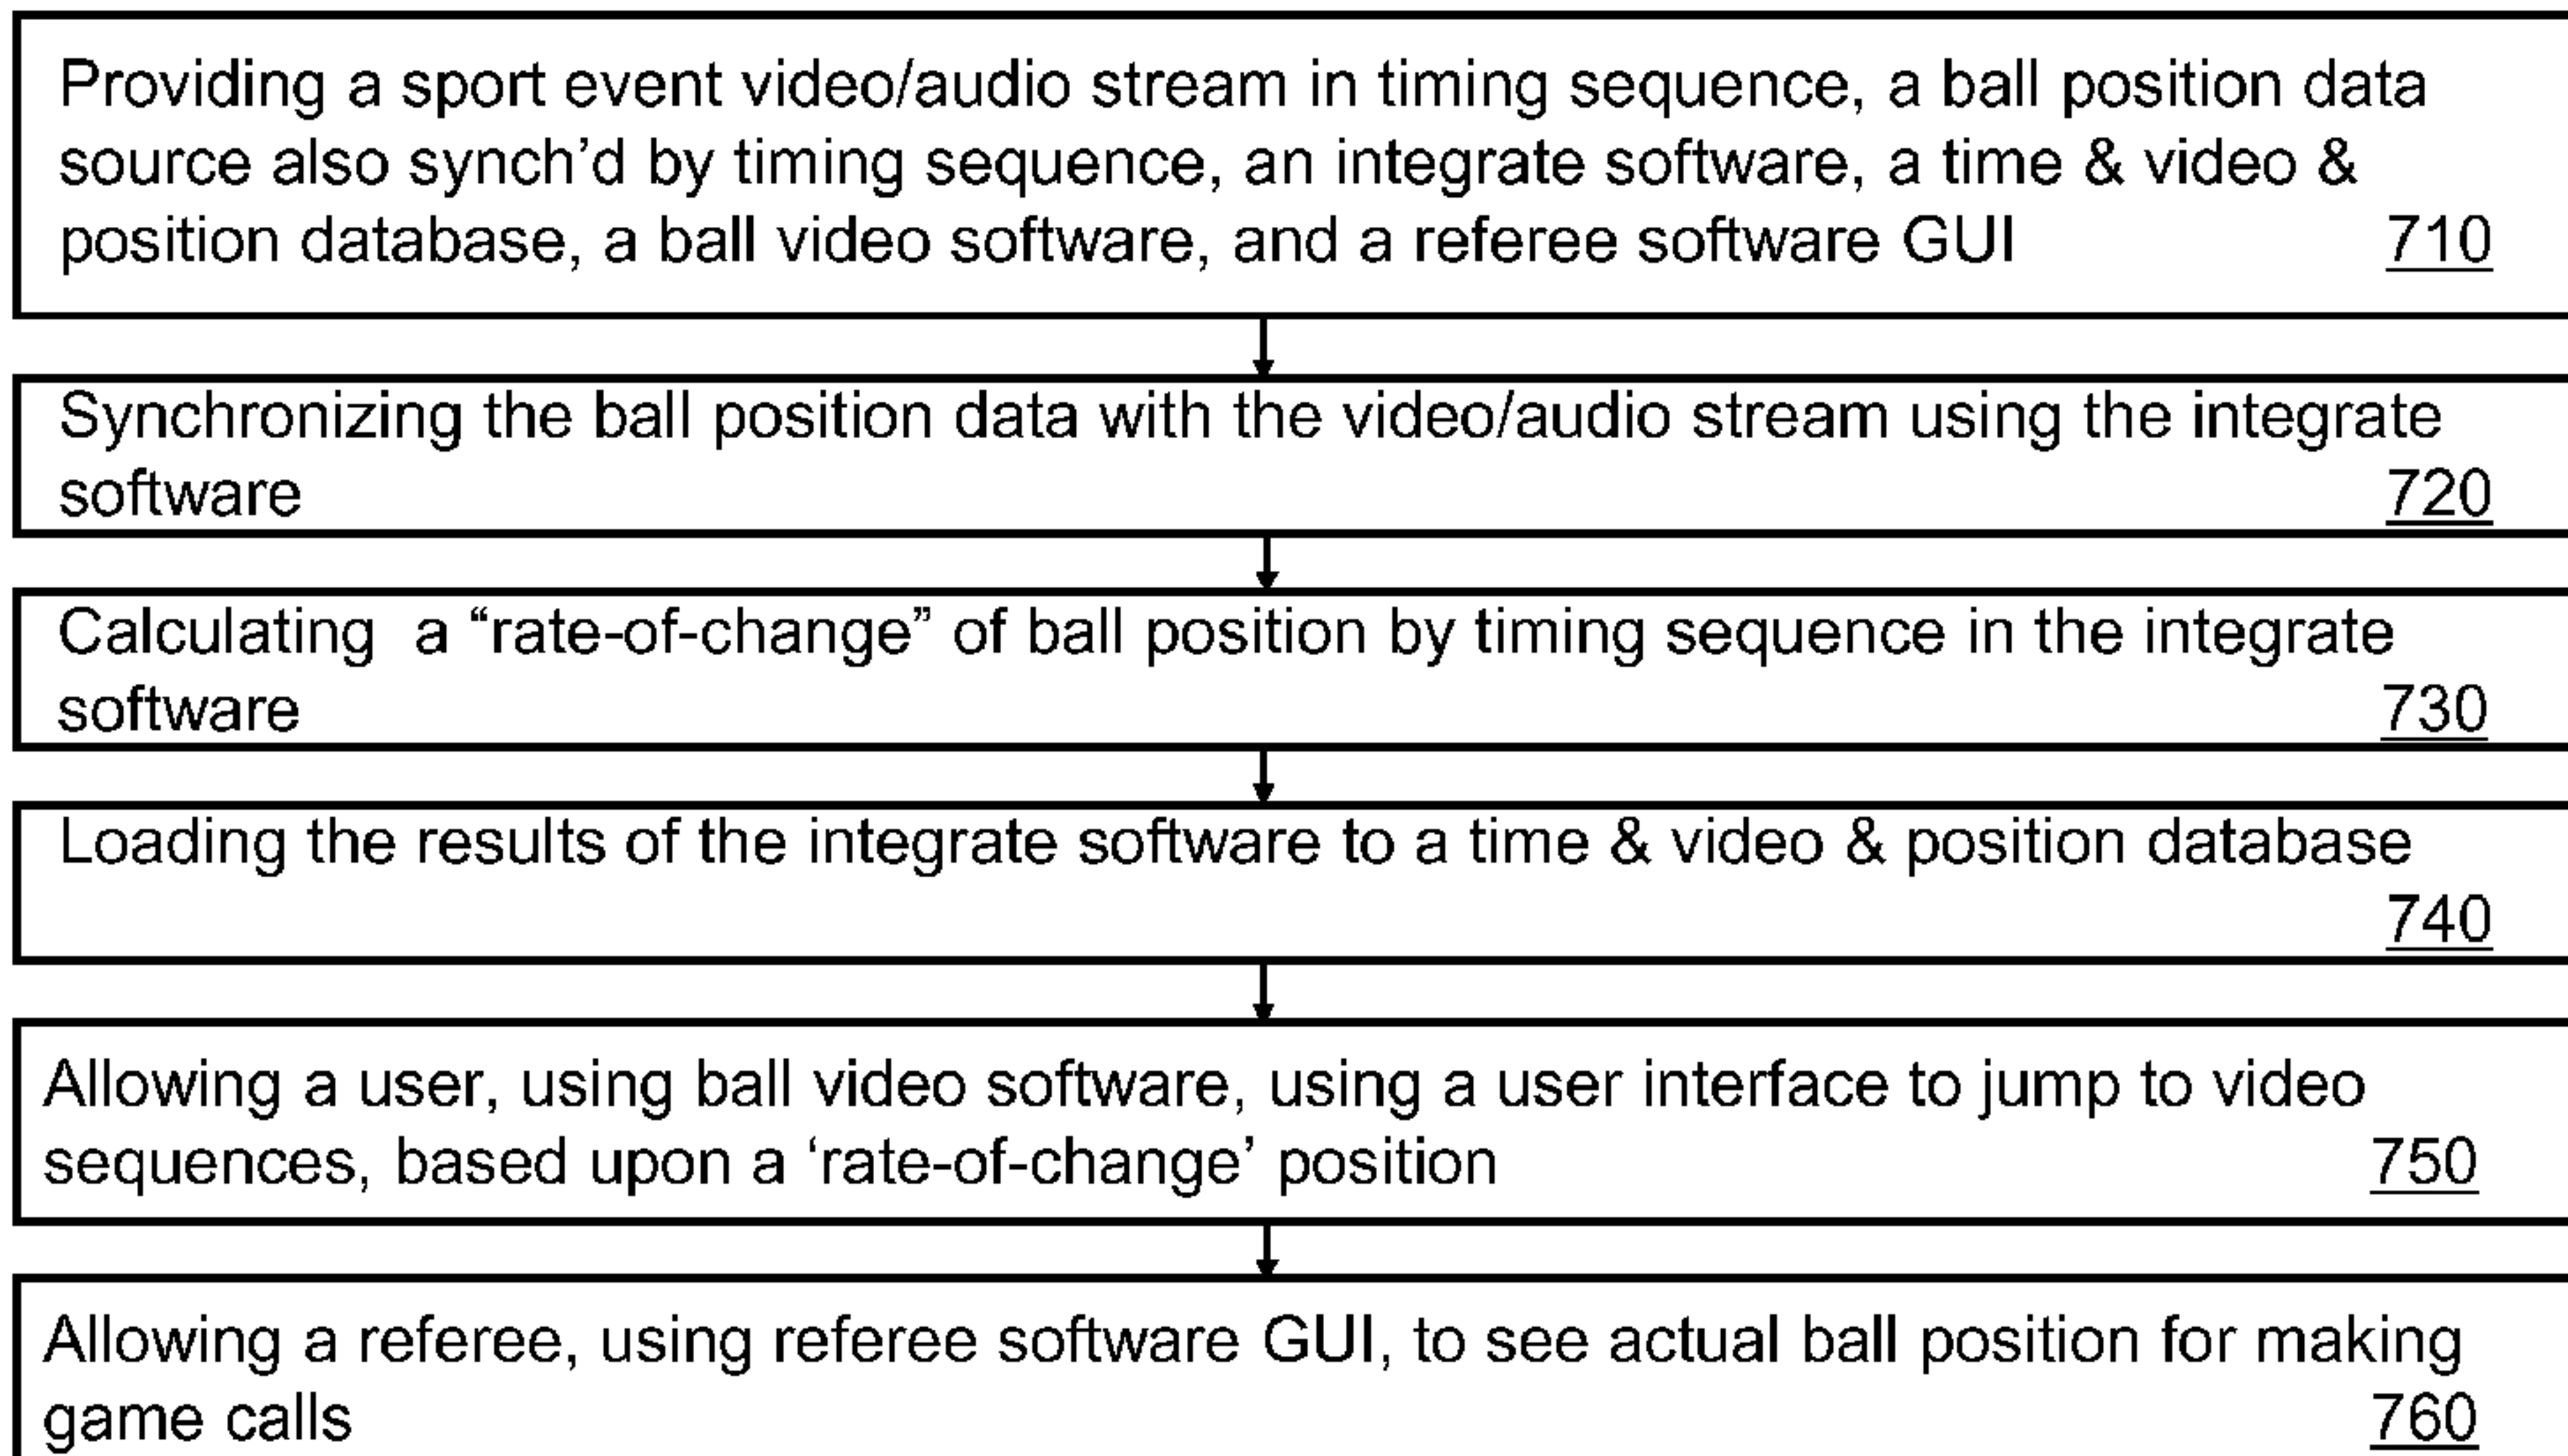 Providing a sport event video/audio stream in timing sequence, a ball position data
source also synch’d by timing sequence, an integrate software, a time & video &
position database, a ball video software, and a referee software GUI 710
Synchronizing the ball position data with the video/audio stream using the integrate
software 720
Calculating a “rate-of-change” of ball position by timing sequence in the integrate
software 730
Loading the results of the integrate software to a time & video & position database
740
Allowing a user, using ball video software, using a user interface to jump to video
sequences, based upon a ‘rate-of-change’ position 750
Allowing a referee, using referee software GUI, to see actual ball position for making
game calls 760